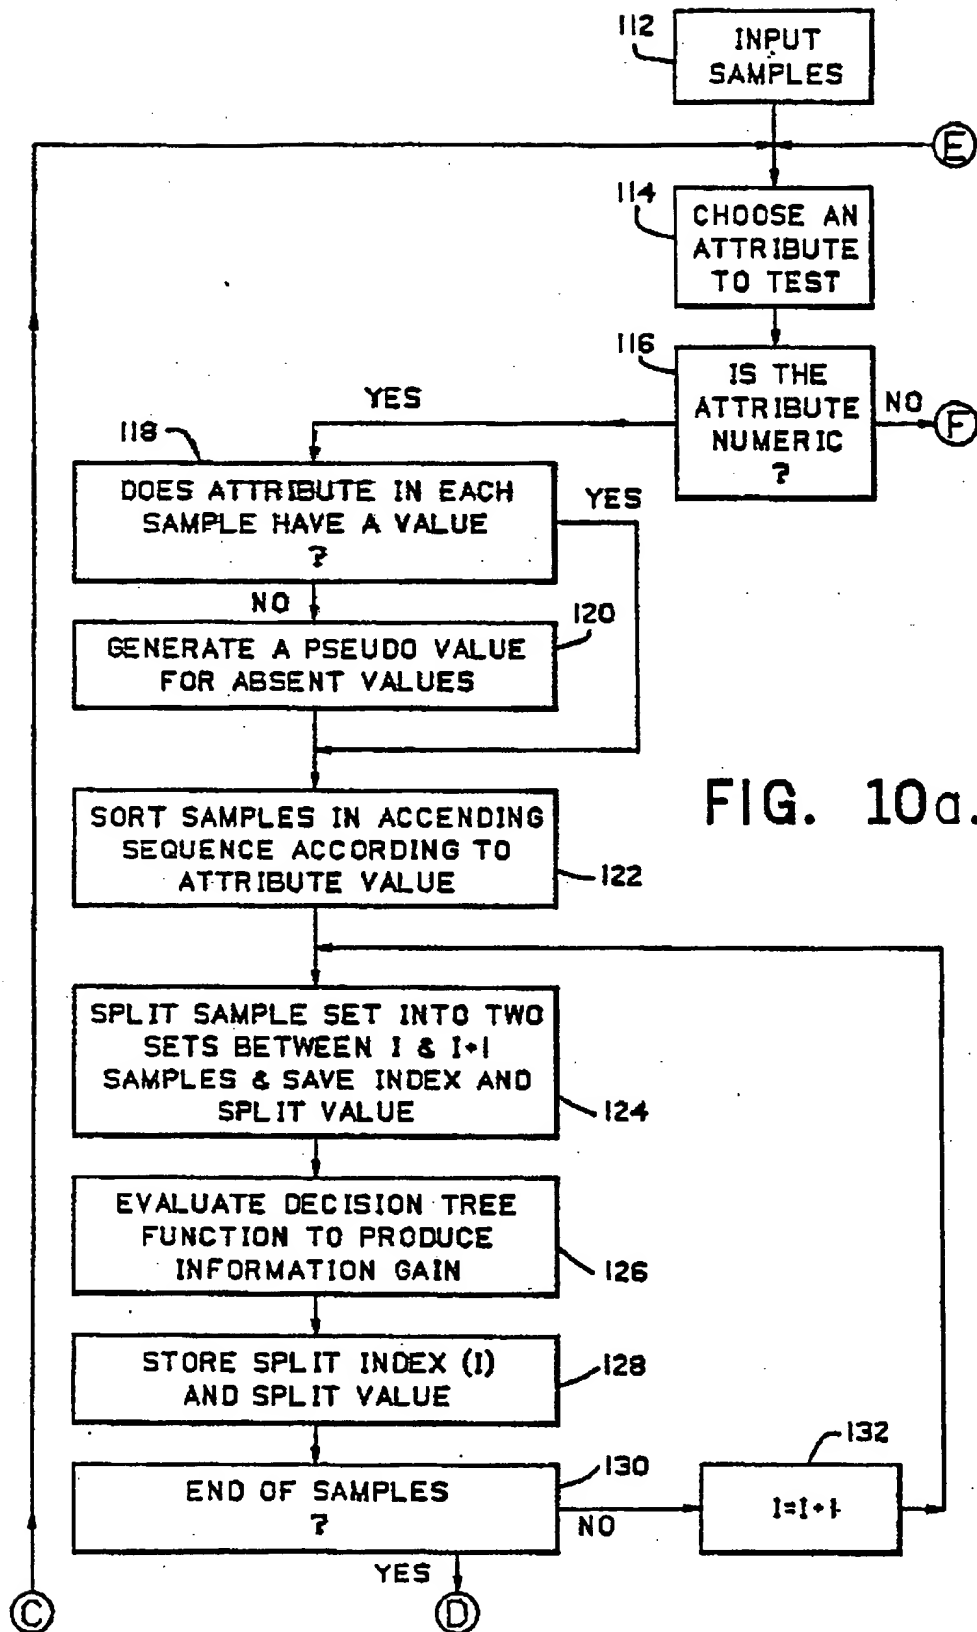 112
INPUT
SAMPLES
E
114
CHOOSE AN
ATTRIBUTE
TO TEST
116
IS THE
ATTRIBUTE
NUMERIC
?
NO
F
YES
118
DOES ATTRIBUTE IN EACH
SAMPLE HAVE A VALUE
?
YES
NO
120
GENERATE A PSEUDO VALUE
FOR ABSENT VALUES
FIG. 10a.
SORT SAMPLES IN ACCENDING
SEQUENCE ACCORDING TO
ATTRIBUTE VALUE
122
SPLIT SAMPLE SET INTO TWO
SETS BETWEEN I & I+1
SAMPLES & SAVE INDEX AND
SPLIT VALUE
124
EVALUATE DECISION TREE
FUNCTION TO PRODUCE
INFORMATION GAIN
126
STORE SPLIT INDEX (I)
AND SPLIT VALUE
128
END OF SAMPLES
?
130
NO
132
I=I+1
YES
C
D